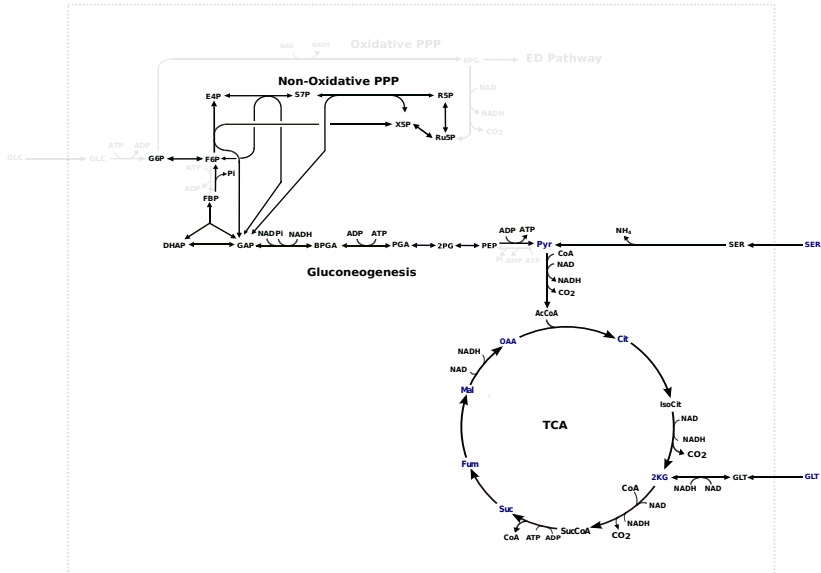 Oxidative PPP
NAD NADH
6PG ED Pathway
Non-Oxidative PPP
NAD
E4P S7P R5P
NADH
X5P
CO2
Ru5P
ATP ADP
GLC GLC G6P F6P
ATP Pi
ADP
FBP
NH4
ADP ATP
NAD Pi NADH ADP ATP
DHAP GAP BPGA PGA 2PG PEP Pyr SER SER
CoA
Pi AMP ATP
NAD
Gluconeogenesis
NADH
CO2
AcCoA
OAA Cit
NADH
NAD
Mal
IsoCit
NAD
TCA
NADH
CO2
Fum
2KG GLT GLT
CoA NADH NAD
Suc NAD
NADH
SucCoA
CoA ATP ADP CO2